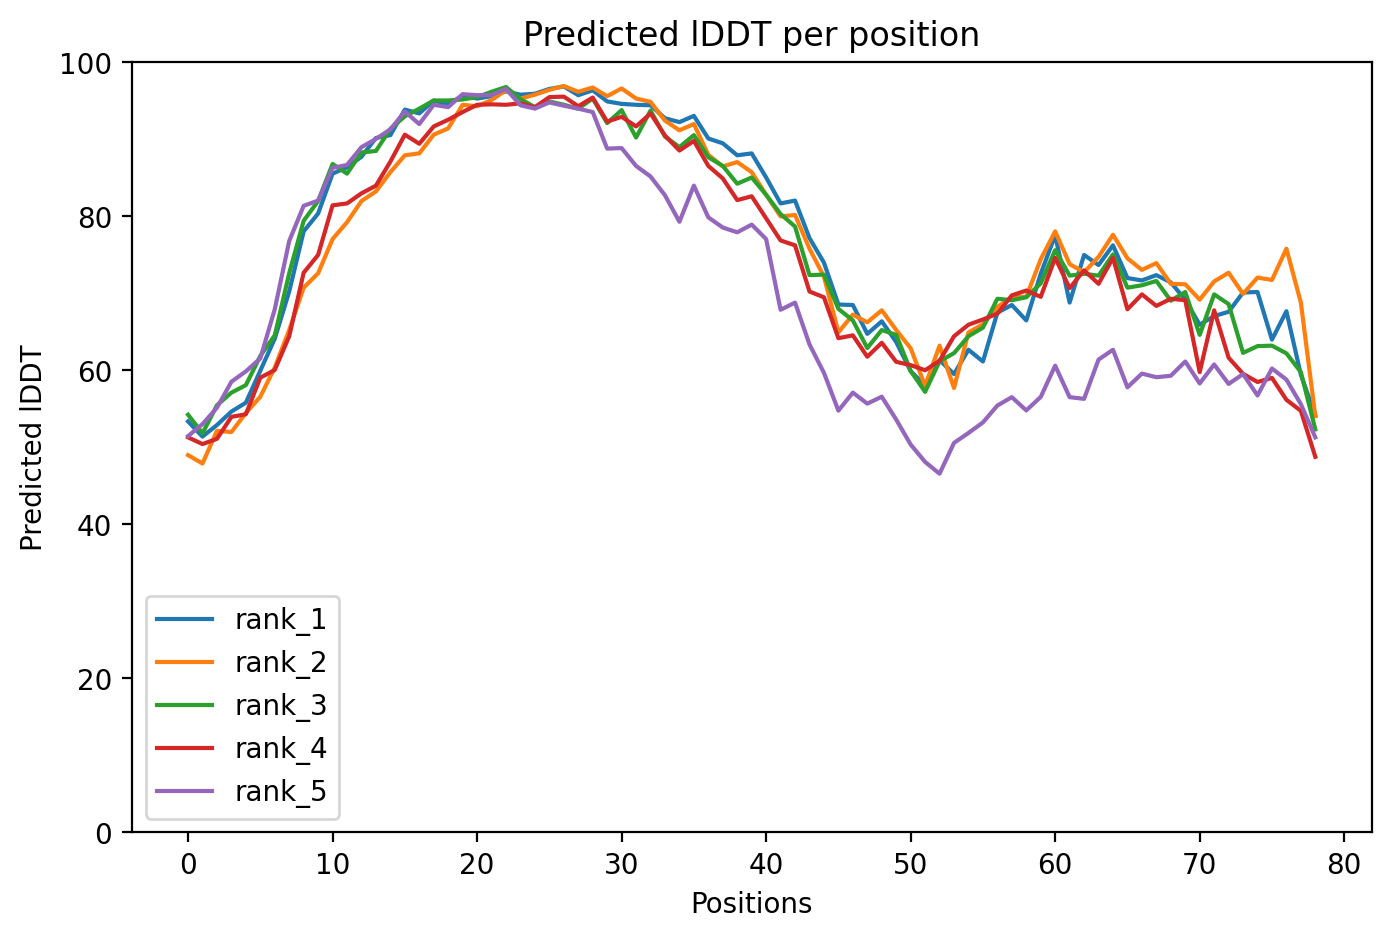 Predicted lDDT per position
100
80
60
40
20
0
Predicted lDDT
rank_1
rank_2
rank_3
rank_4
rank_5
0 10 20 30 40 50 60 70 80
Positions